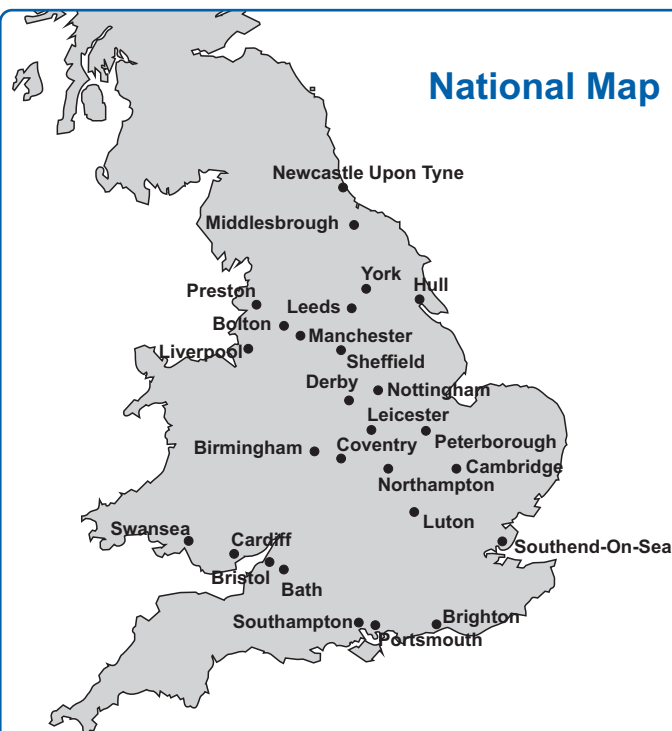 National Map
Newcastle Upon Tyne
Middlesbrough
York
Hull
Preston
Leeds
Bolton
Manchester
Liverpool
Sheffield
Derby
Nottingham
Leicester
Peterborough
Birmingham
Coventry
Cambridge
Northampton
Luton
Swansea
Cardiff
Southend-On-Sea
Bristol
Bath
Southampton
Brighton
Portsmouth